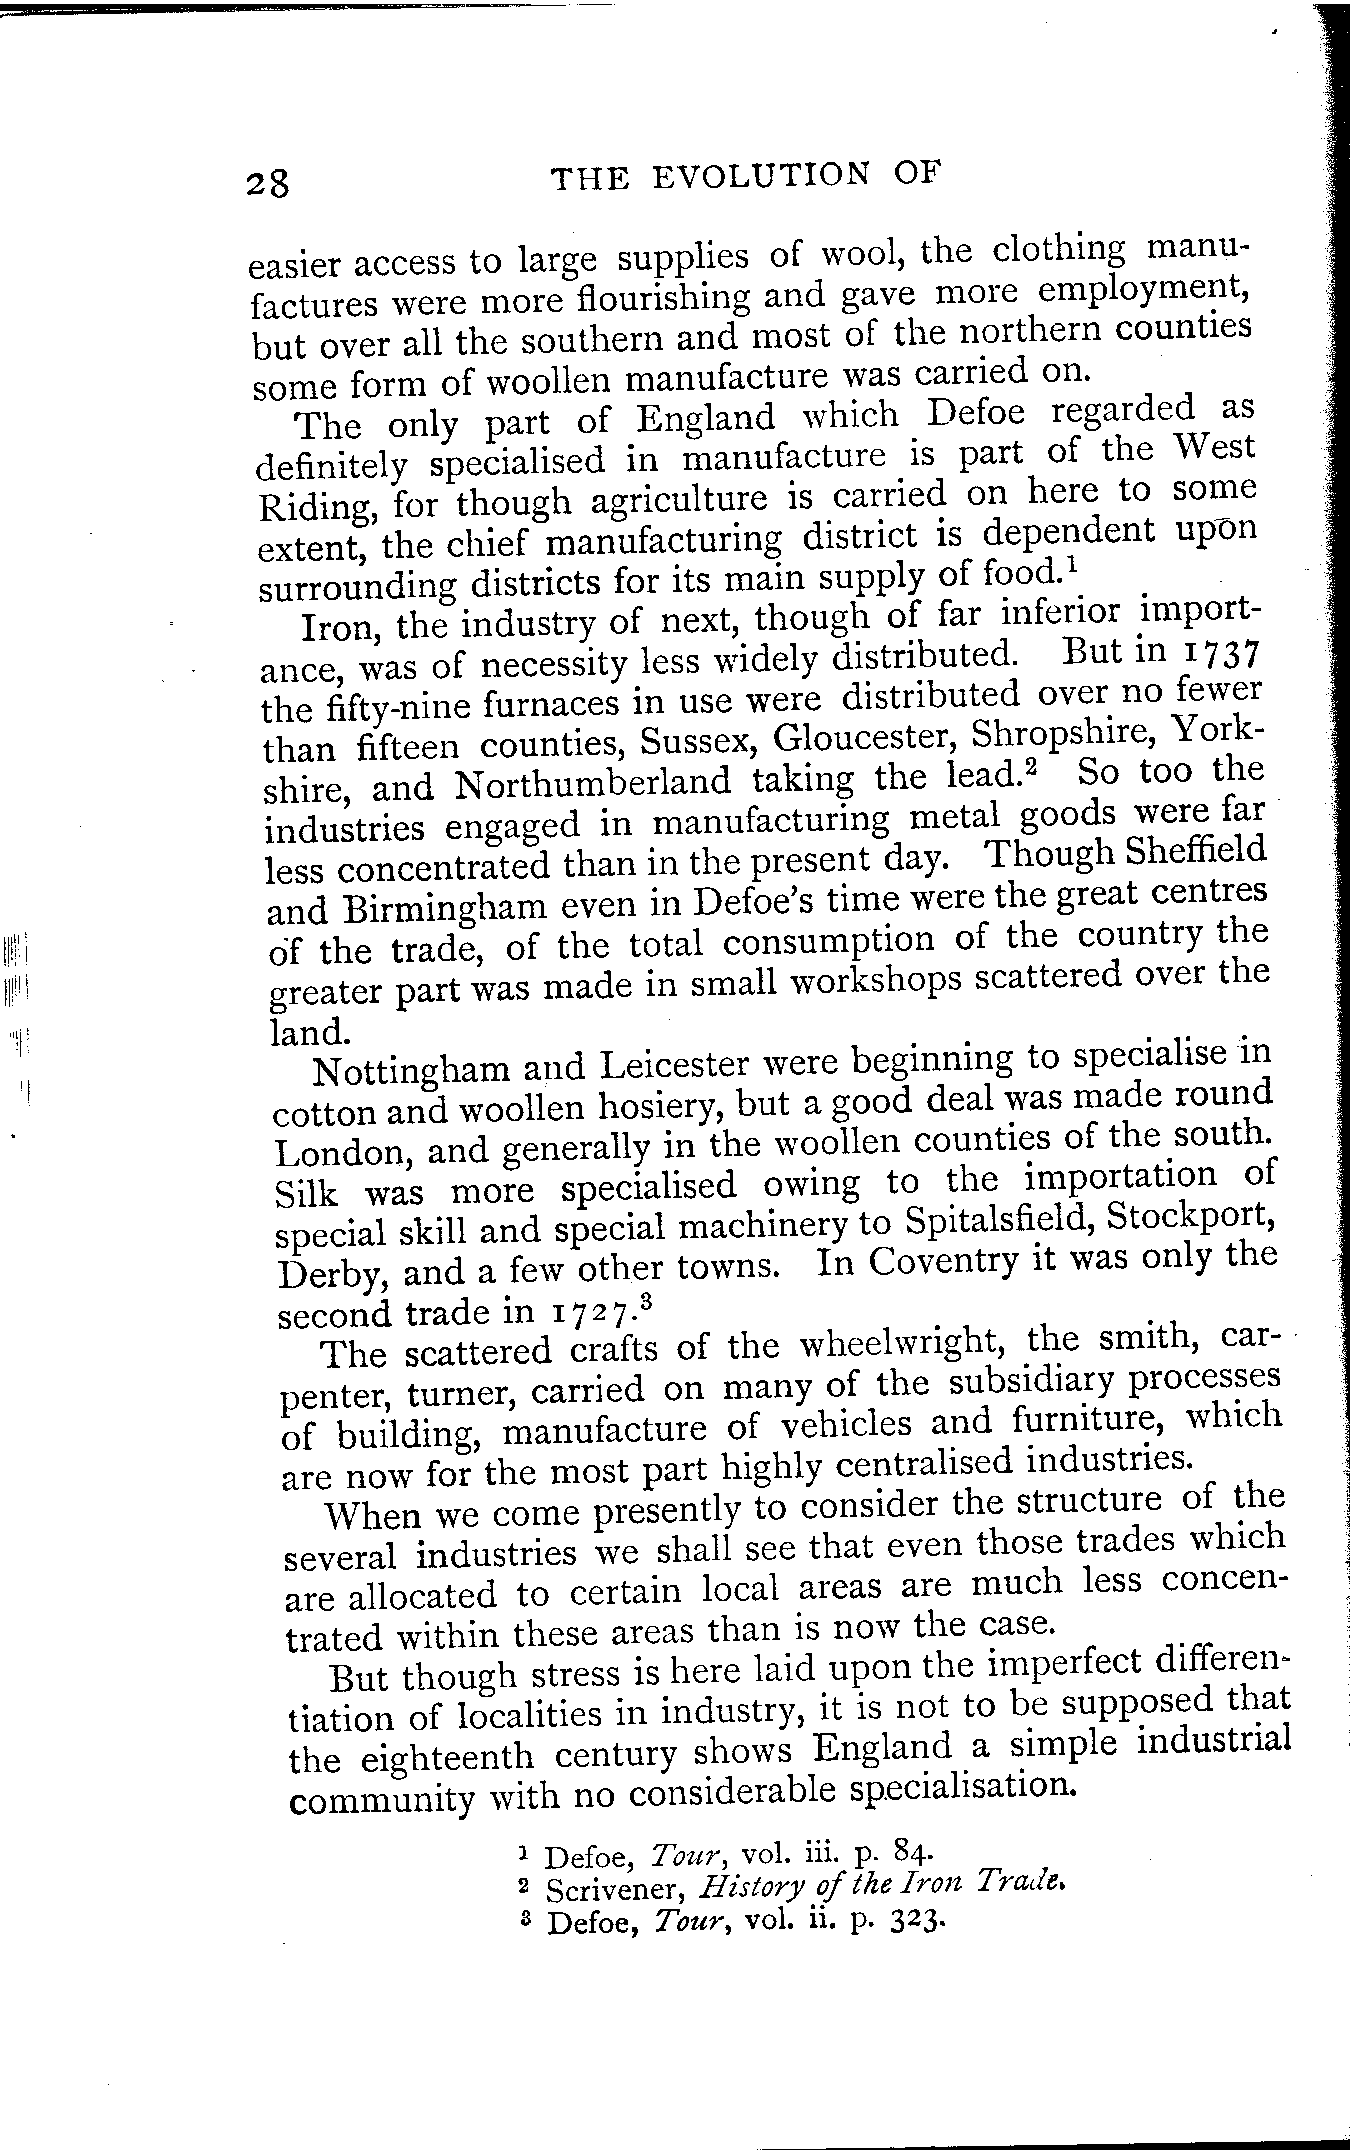 28 THE EVOLUTION OF
easier access to large supplies of wool, the clothing manu-
factures were more flourishing and gave more employment,
but over all the southern and most of the northern counties
some form of woollen manufacture was carried on.
The only part of England which Defoe regarded as
definitely specialised in manufacture is part of the West
Riding, for though agriculture is carried on here to some
extent, the chief manufacturing district is dependent upon
surrounding districts for its main supply of food.¹
Iron, the industry of next, though of far inferior import-
ance, was of necessity less widely distributed. But in 1737
the fifty-nine furnaces in use were distributed over no fewer
than fifteen counties, Sussex, Gloucester, Shropshire, York-
shire, and Northumberland taking the lead.² So too the
industries engaged in manufacturing metal goods were far
less concentrated than in the present day. Though Sheffield
and Birmingham even in Defoe's time were the great centres
of the trade, of the total consumption of the country the
greater part was made in small workshops scattered over the
land.
Nottingham and Leicester were beginning to specialise in
cotton and woollen hosiery, but a good deal was made round
London, and generally in the woollen counties of the south.
Silk was more specialised owing to the importation of
special skill and special machinery to Spitalsfield, Stockport,
Derby, and a few other towns. In Coventry it was only the
second trade in 1727.³
The scattered crafts of the wheelwright, the smith, car-
penter, turner, carried on many of the subsidiary processes
of building, manufacture of vehicles and furniture, which
are now for the most part highly centralised industries.
When we come presently to consider the structure of the
several industries we shall see that even those trades which
are allocated to certain local areas are much less concen-
trated within these areas than is now the case.
But though stress is here laid upon the imperfect differen-
tiation of localities in industry, it is not to be supposed that
the eighteenth century shows England a simple industrial
community with no considerable specialisation.
¹ Defoe, Tour, vol. iii. p. 84.
² Scrivener, History of the Iron Trade.
³ Defoe, Tour, vol. ii. p. 323.